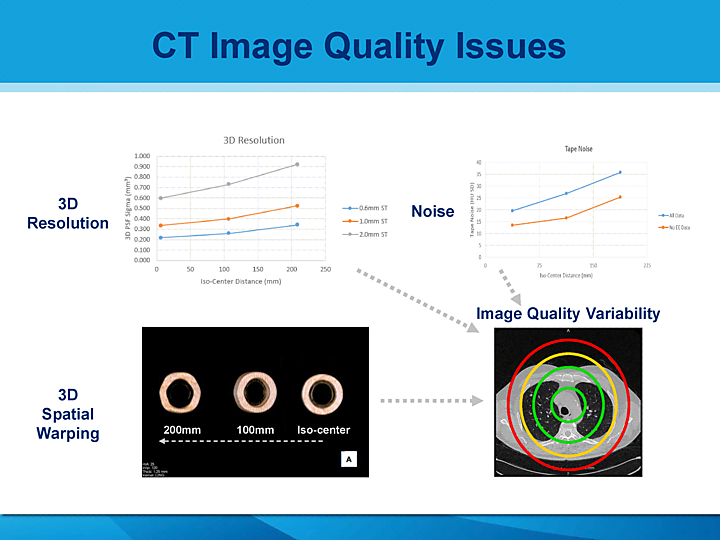 CT Image Quality Issues
3D
Resolution
3D Resolution
3D PSF Sigma (mm³)
1.000
0.900
0.800
0.700
0.600
0.500
0.400
0.300
0.200
0.100
0.000
0 50 100 150 200 250
Iso-Center Distance (mm)
0.6mm ST
1.0mm ST
2.0mm ST
Noise
Tape Noise
Tape Noise (HU SD)
40
35
30
25
20
15
10
5
0
0 75 150 225
Iso Center Distance (mm)
All Data
No EC Data
Image Quality Variability
A
3D
Spatial
Warping
200mm 100mm Iso-center
A